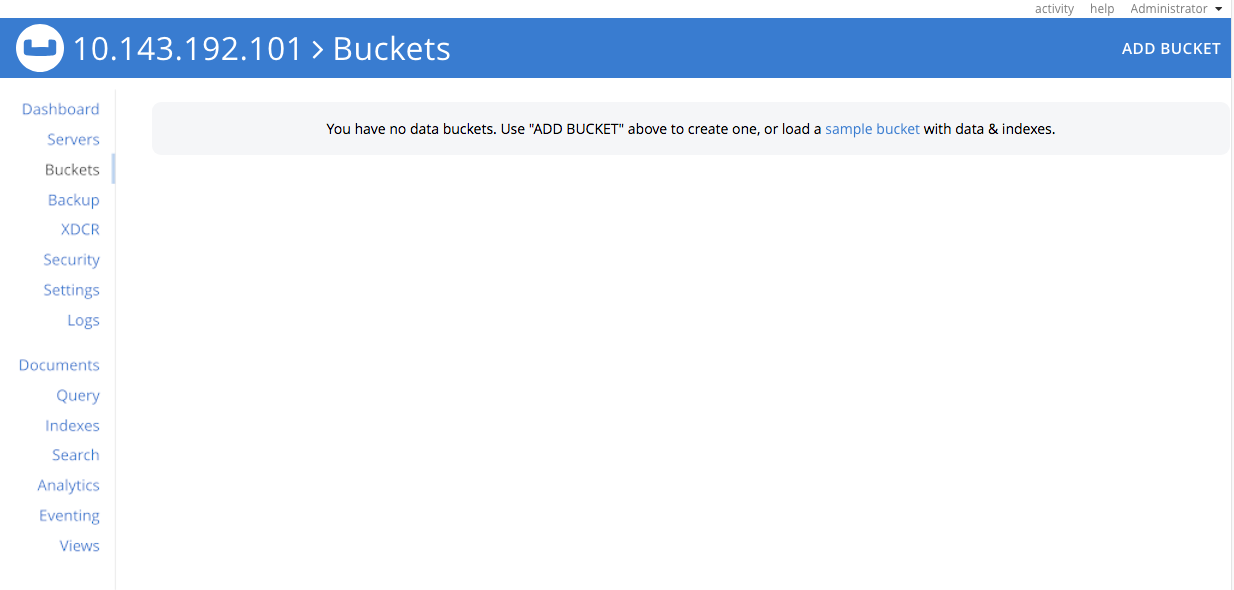 activity help Administrator
10.143.192.101 > Buckets
ADD BUCKET
Dashboard
Servers
Buckets
Backup
XDCR
Security
Settings
Logs
Documents
Query
Indexes
Search
Analytics
Eventing
Views
You have no data buckets. Use "ADD BUCKET" above to create one, or load a sample bucket with data & indexes.